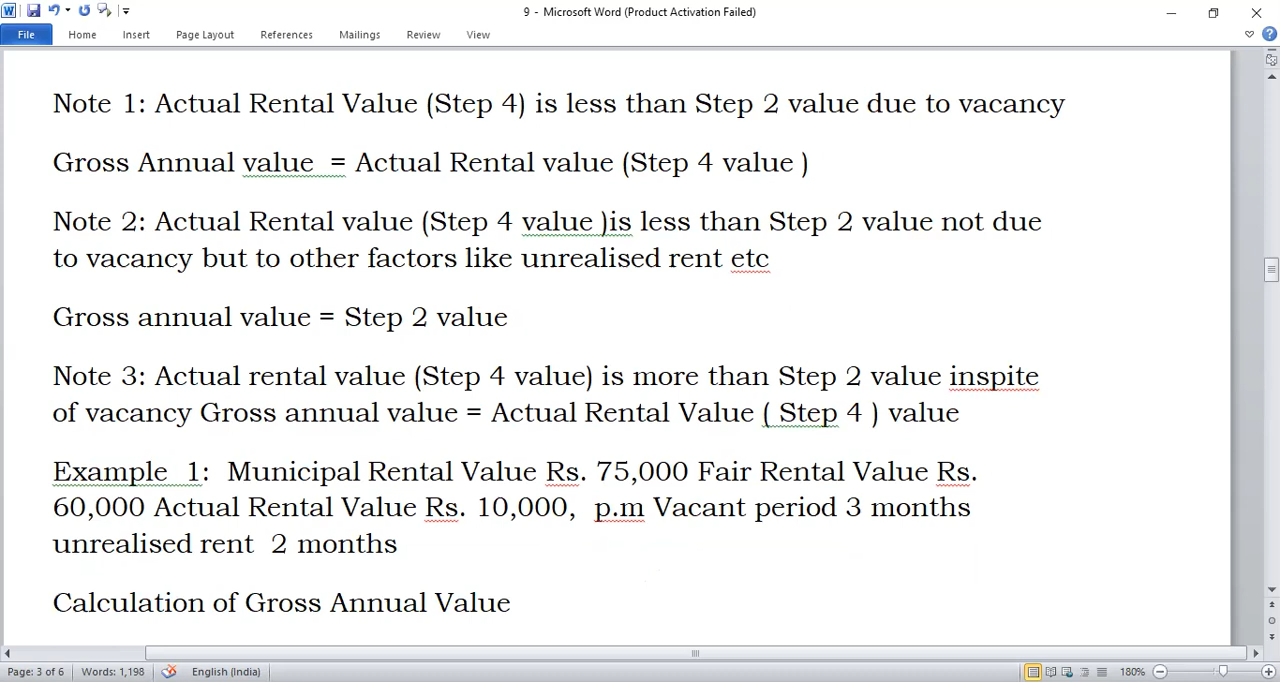 9 - Microsoft Word (Product Activation Failed)
File Home Insert Page Layout References Mailings Review View
Note 1: Actual Rental Value (Step 4) is less than Step 2 value due to vacancy
Gross Annual value = Actual Rental value (Step 4 value )
Note 2: Actual Rental value (Step 4 value )is less than Step 2 value not due
to vacancy but to other factors like unrealised rent etc
Gross annual value = Step 2 value
Note 3: Actual rental value (Step 4 value) is more than Step 2 value inspite
of vacancy Gross annual value = Actual Rental Value ( Step 4 ) value
Example 1: Municipal Rental Value Rs. 75,000 Fair Rental Value Rs.
60,000 Actual Rental Value Rs. 10,000, p.m Vacant period 3 months
unrealised rent 2 months
Calculation of Gross Annual Value
Page: 3 of 6 Words: 1,198 English (India) 180%